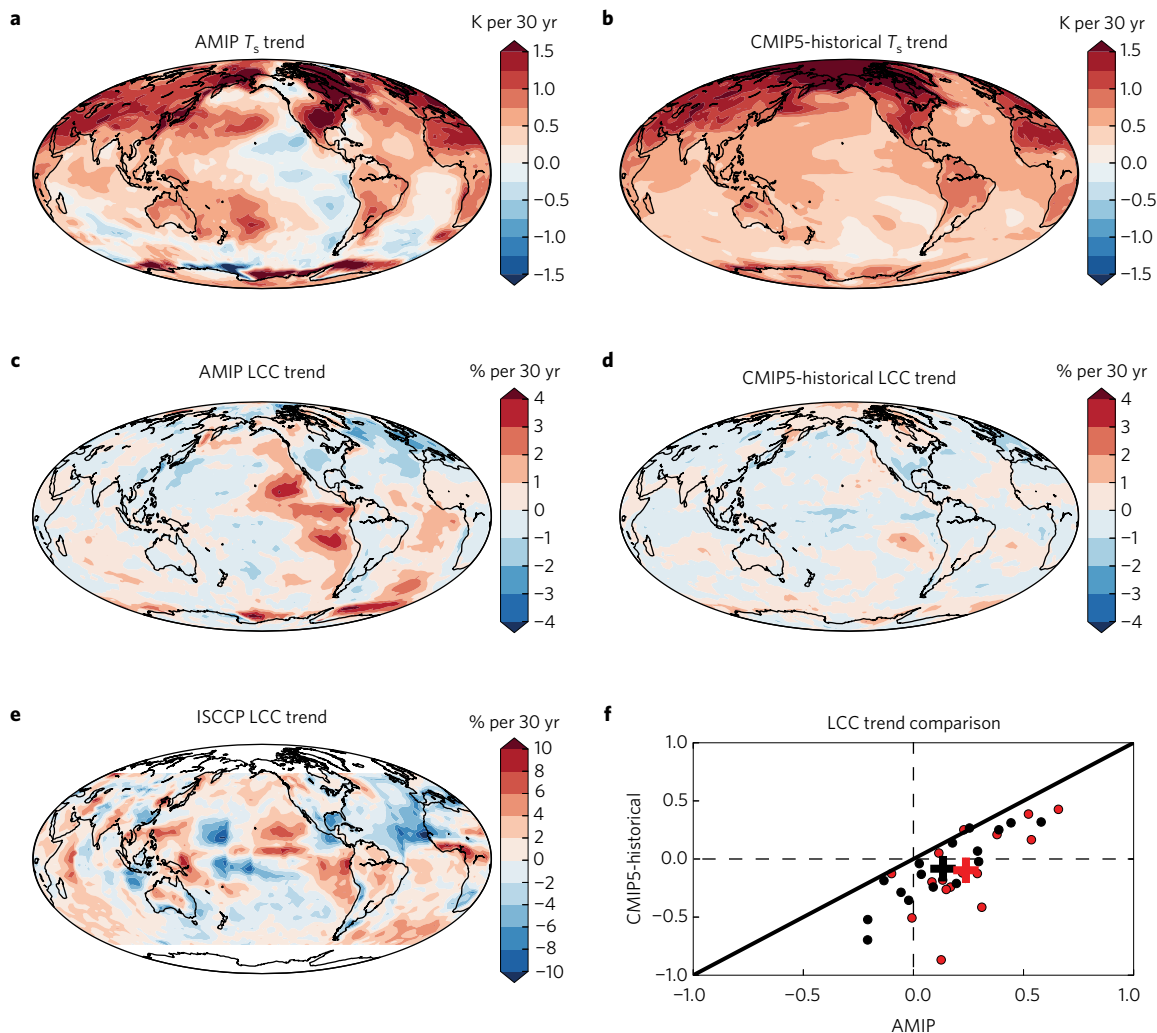 a
K per 30 yr
AMIP Ts trend
1.5
1.0
0.5
0.0
−0.5
−1.0
−1.5
b
K per 30 yr
CMIP5-historical Ts trend
1.5
1.0
0.5
0.0
−0.5
−1.0
−1.5
c
% per 30 yr
AMIP LCC trend
4
3
2
1
0
−1
−2
−3
−4
d
% per 30 yr
CMIP5-historical LCC trend
4
3
2
1
0
−1
−2
−3
−4
e
% per 30 yr
ISCCP LCC trend
10
8
6
4
2
0
−2
−4
−6
−8
−10
f
LCC trend comparison
1.0
0.5
0.0
−0.5
−1.0
CMIP5-historical
−1.0
−0.5
0.0
0.5
1.0
AMIP